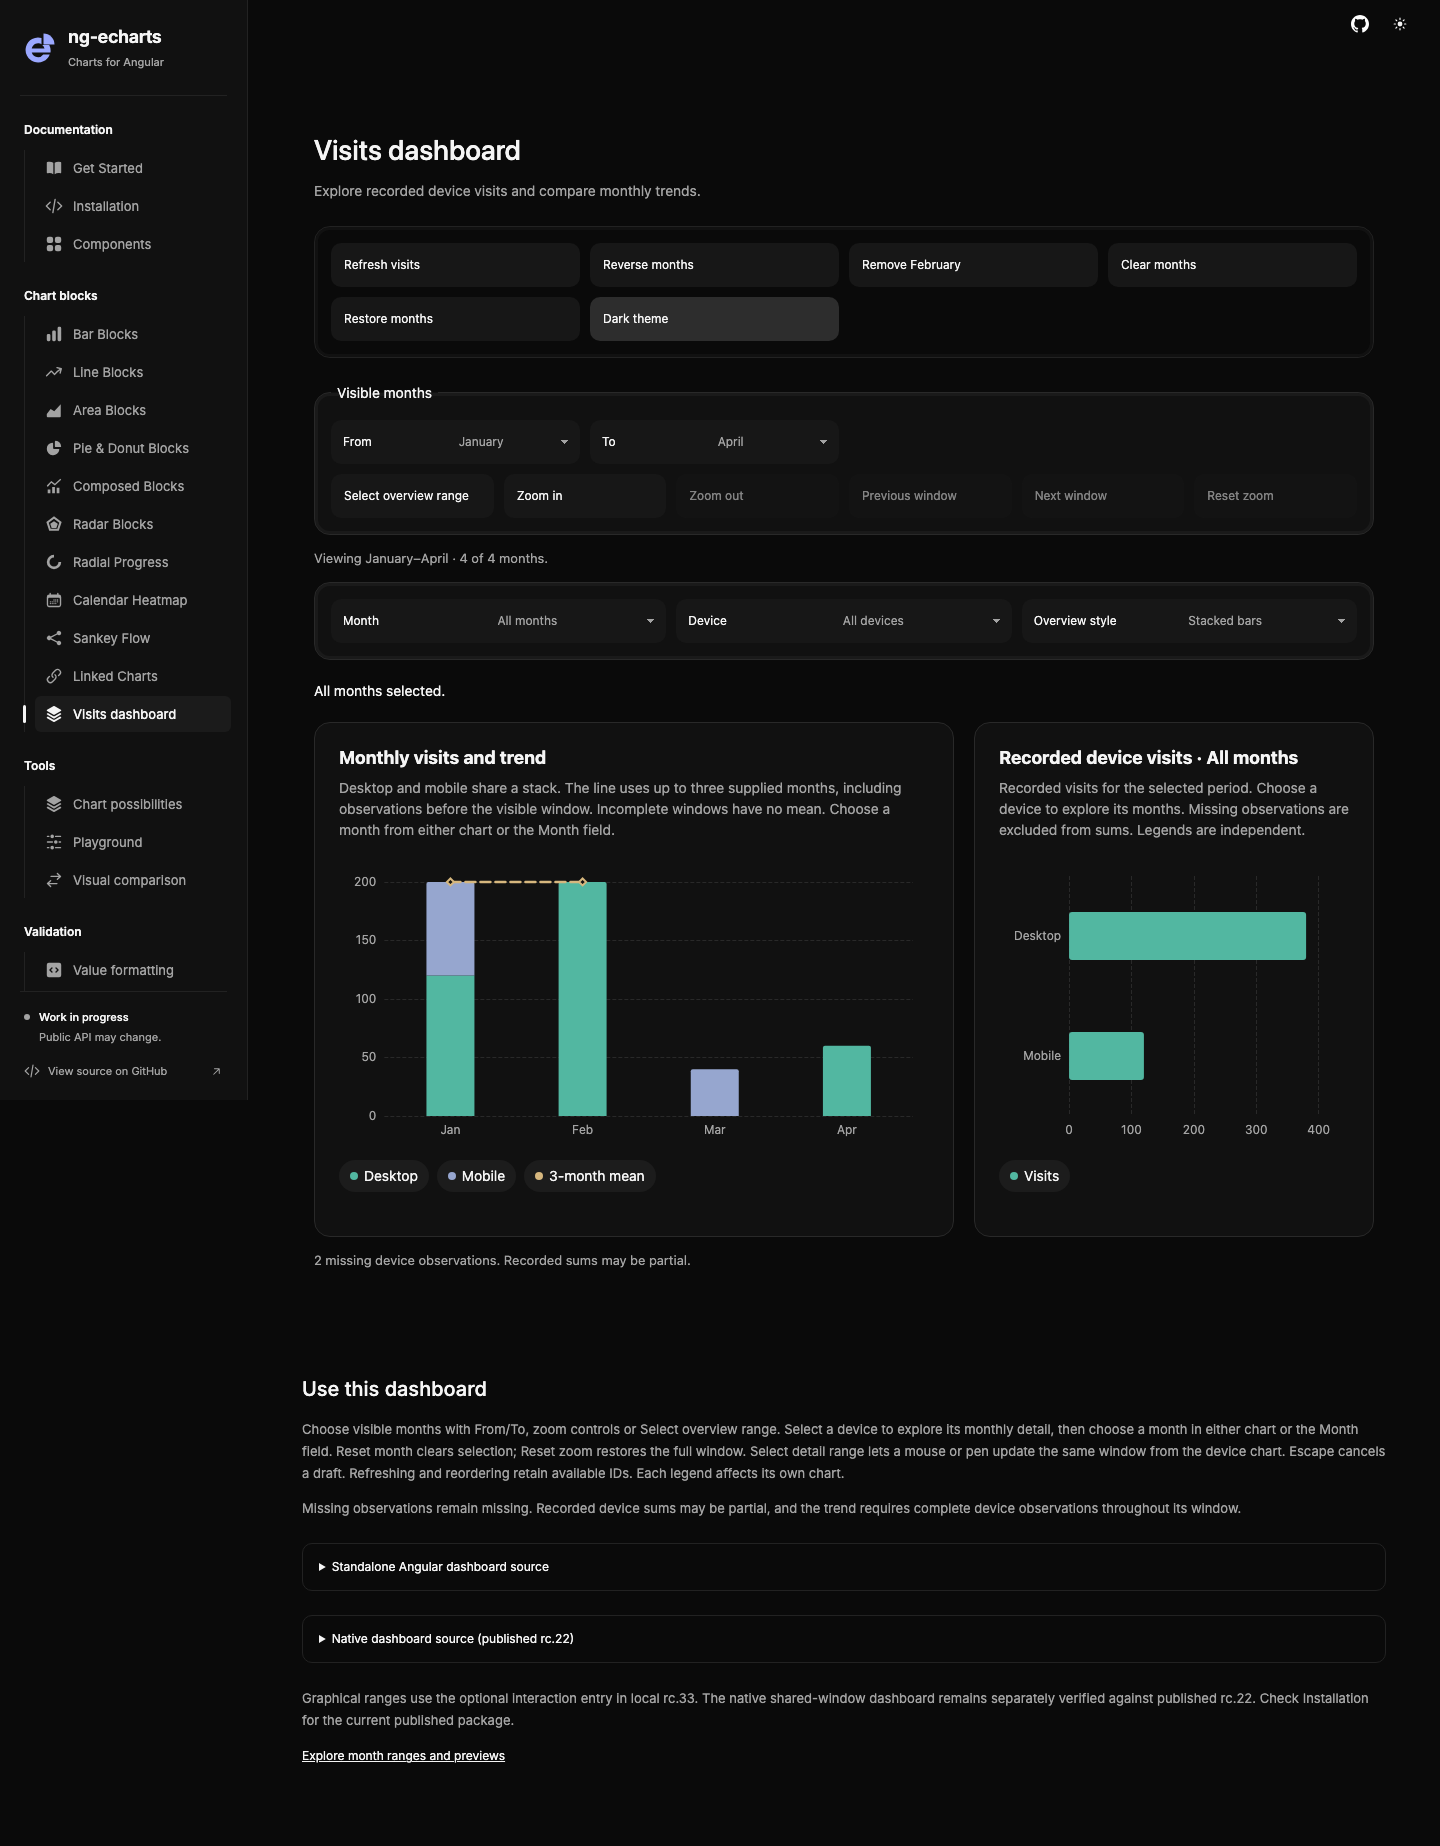 ng-echarts
Charts for Angular
Documentation
Get Started
Installation
Components
Chart blocks
Bar Blocks
Line Blocks
Area Blocks
Pie & Donut Blocks
Composed Blocks
Radar Blocks
Radial Progress
Calendar Heatmap
Sankey Flow
Linked Charts
Visits dashboard
Tools
Chart possibilities
Playground
Visual comparison
Validation
Value formatting
Work in progress
Public API may change.
View source on GitHub
Visits dashboard
Explore recorded device visits and compare monthly trends.
Refresh visits
Reverse months
Remove February
Clear months
Restore months
Dark theme
Visible months
From January
To April
Select overview range
Zoom in
Zoom out
Previous window
Next window
Reset zoom
Viewing January–April · 4 of 4 months.
Month All months
Device All devices
Overview style Stacked bars
All months selected.
Monthly visits and trend
Desktop and mobile share a stack. The line uses up to three supplied months, including
observations before the visible window. Incomplete windows have no mean. Choose a
month from either chart or the Month field.
200
150
100
50
0
Jan Feb Mar Apr
Desktop Mobile 3-month mean
Recorded device visits · All months
Recorded visits for the selected period. Choose a
device to explore its months. Missing observations are
excluded from sums. Legends are independent.
Desktop
Mobile
0 100 200 300 400
Visits
2 missing device observations. Recorded sums may be partial.
Use this dashboard
Choose visible months with From/To, zoom controls or Select overview range. Select a device to explore its monthly detail, then choose a month in either chart or the Month
field. Reset month clears selection; Reset zoom restores the full window. Select detail range lets a mouse or pen update the same window from the device chart. Escape cancels
a draft. Refreshing and reordering retain available IDs. Each legend affects its own chart.
Missing observations remain missing. Recorded device sums may be partial, and the trend requires complete device observations throughout its window.
Standalone Angular dashboard source
Native dashboard source (published rc.22)
Graphical ranges use the optional interaction entry in local rc.33. The native shared-window dashboard remains separately verified against published rc.22. Check Installation
for the current published package.
Explore month ranges and previews